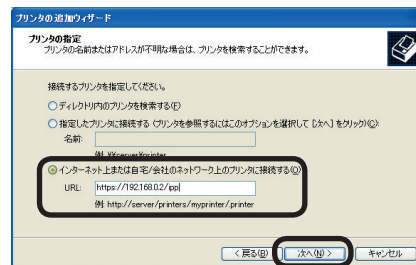 プリンタの追加ウィザード
プリンタの指定
プリンタの名前またはアドレスが不明な場合は、プリンタを検索することができます。
接続するプリンタを指定してください。
ディレクトリ内のプリンタを検索する(F)
指定したプリンタに接続する (プリンタを参照するにはこのオプションを選択して [次へ] をクリック)(C):
名前:
例: ¥¥server¥printer
インターネット上または自宅/会社のネットワーク上のプリンタに接続する(O):
URL: https://192.168.0.2/ipp
例: http://server/printers/myprinter/.printer
< 戻る(B) 次へ(N) > キャンセル